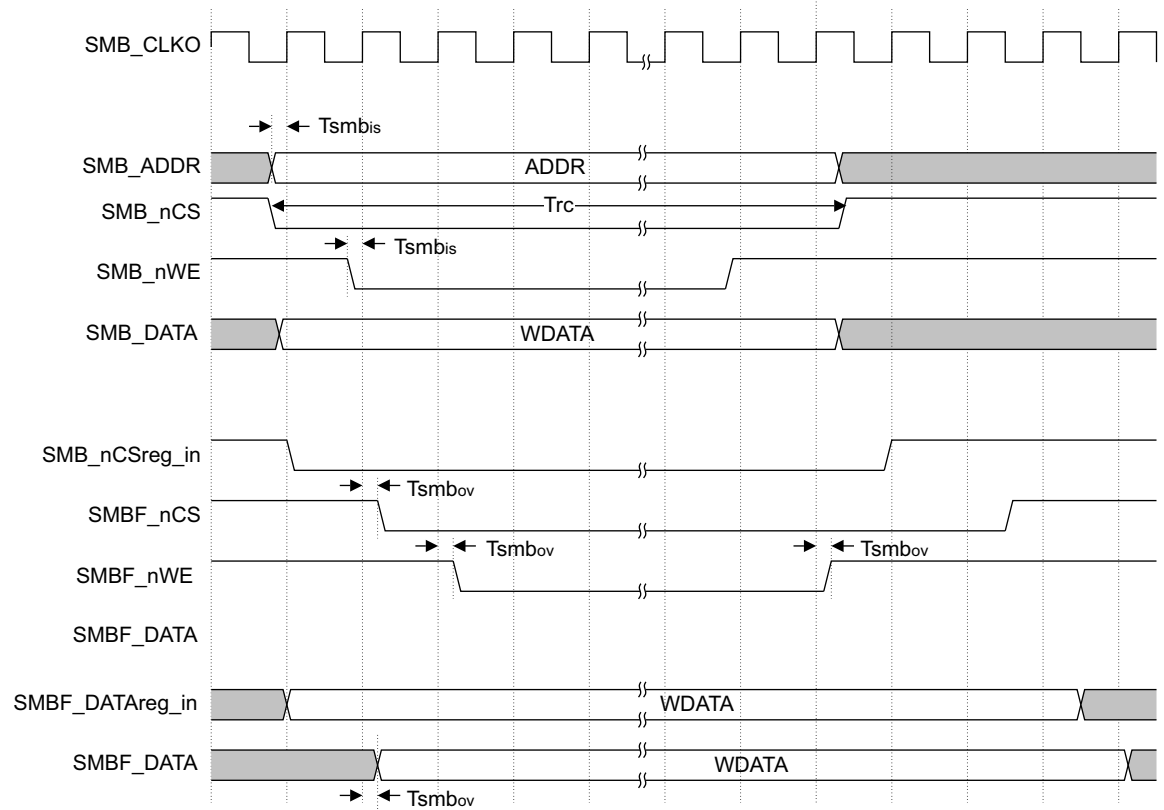 SMB_CLKO
Tsmbis
SMB_ADDR ADDR
SMB_nCS Trc
Tsmbis
SMB_nWE
SMB_DATA WDATA
SMB_nCSreg_in
Tsmbov
SMBF_nCS
Tsmbov Tsmbov
SMBF_nWE
SMBF_DATA
SMBF_DATAreg_in WDATA
SMBF_DATA WDATA
Tsmbov